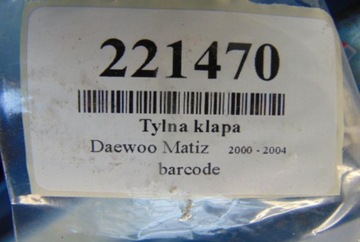 221470
Tylna klapa
Daewoo Matiz 2000 - 2004
barcode